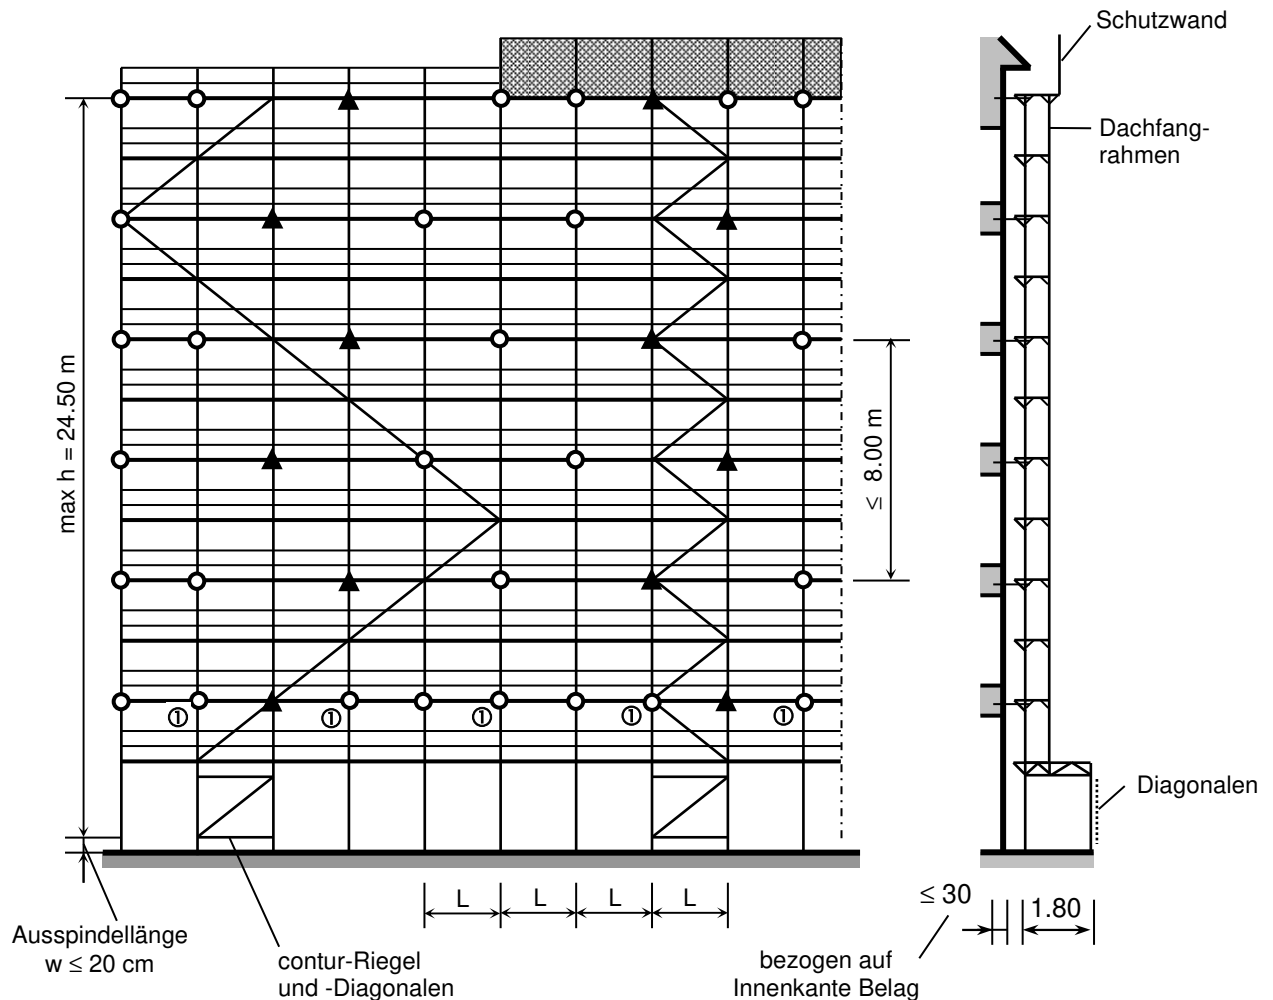 Schutzwand
Dachfang-
rahmen
max h = 24.50 m
≤ 8.00 m
① ① ① ① ①
Diagonalen
L L L L
≤ 30
1.80
Ausspindellänge
w ≤ 20 cm
contur-Riegel
und -Diagonalen
bezogen auf
Innenkante Belag